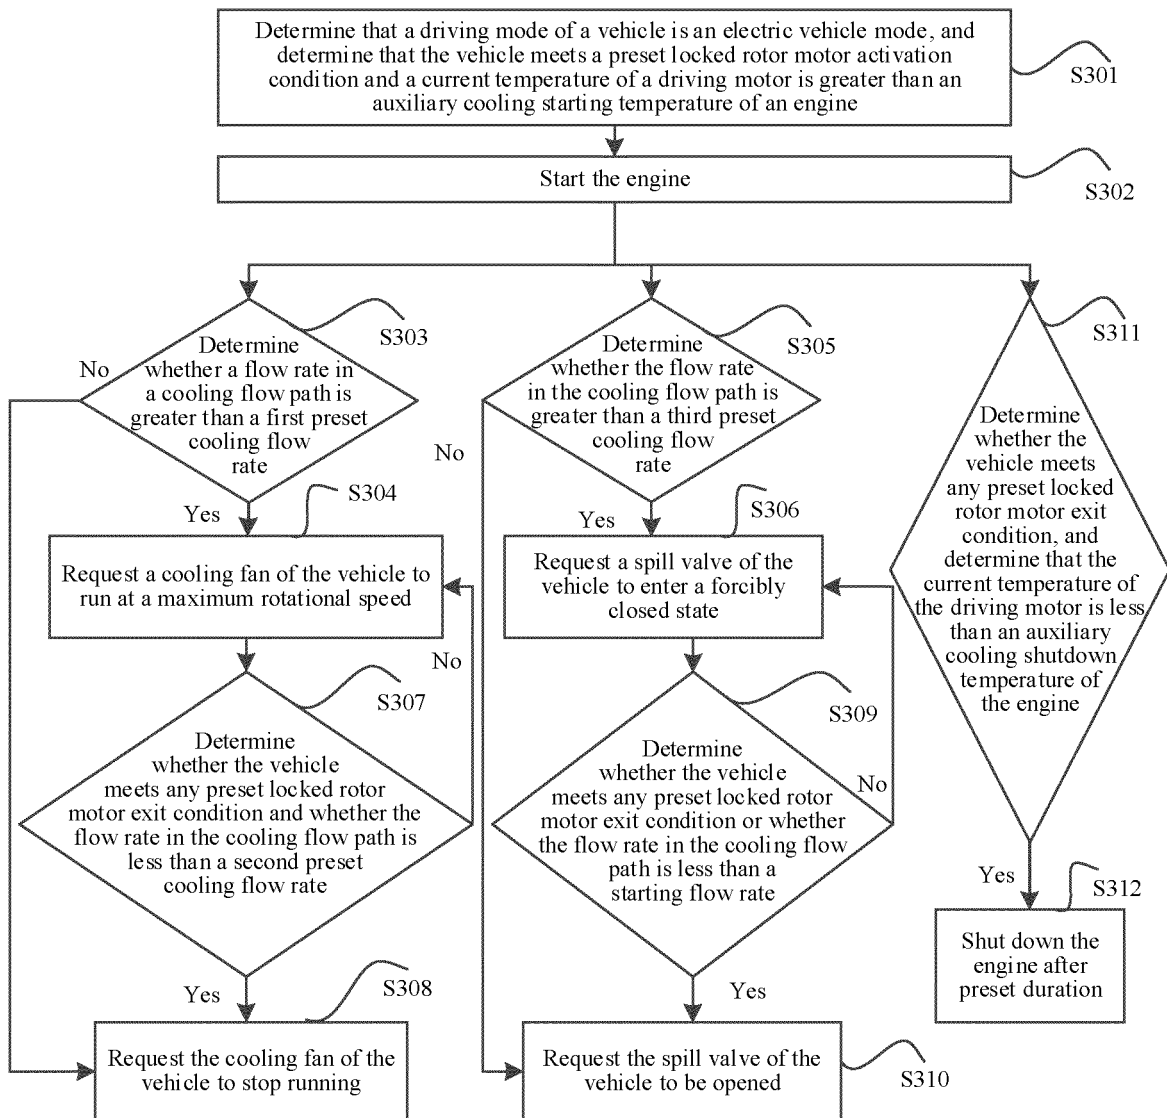 Determine that a driving mode of a vehicle is an electric vehicle mode, and
determine that the vehicle meets a preset locked rotor motor activation
condition and a current temperature of a driving motor is greater than an
auxiliary cooling starting temperature of an engine
S301
Start the engine
S302
S303
No
Determine
whether a flow rate in
a cooling flow path is
greater than a first preset
cooling flow
rate
S305
No
Determine
whether the flow rate
in the cooling flow path is
greater than a third preset
cooling flow
rate
S311
Determine
whether the
vehicle meets
any preset locked
rotor motor exit
condition, and
determine that the
current temperature of
the driving motor is less
than an auxiliary
cooling shutdown
temperature of
the engine
Yes
S304
Request a cooling fan of the vehicle to
run at a maximum rotational speed
Yes
S306
Request a spill valve of the
vehicle to enter a forcibly
closed state
No
S307
Determine
whether the vehicle
meets any preset locked rotor
motor exit condition and whether the
flow rate in the cooling flow path is
less than a second preset
cooling flow rate
S309
No
Determine
whether the vehicle
meets any preset locked rotor
motor exit condition or whether
the flow rate in the cooling flow
path is less than a
starting flow rate
Yes
S312
Shut down the
engine after
preset duration
Yes
S308
Request the cooling fan of the
vehicle to stop running
Yes
Request the spill valve of the
vehicle to be opened
S310